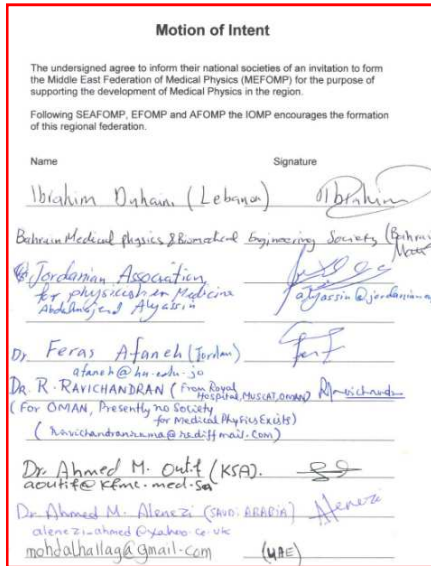 Motion of Intent
The undersigned agree to inform their national societies of an invitation to form
the Middle East Federation of Medical Physics (MEFOMP) for the purpose of
supporting the development of Medical Physics in the region.
Following SEAFOMP, EFOMP and AFOMP the IOMP encourages the formation
of this regional federation.
Name Signature
Ibrahim Duhaini (Lebanon) Ibrahim
Bahrain Medical physics & Biomedical Engineering Society (Bahrain
Jordanian Association
for physicists in Medicine
Abdalmajeid Alyassin alyassin@jordanian
Dr. Feras Afaneh (Jordan)
afaneh@hu.edu.jo
DR. R. RAVICHANDRAN (From Royal
Hospital, MUSCAT, OMAN) Ravichandran
(For OMAN, Presently no Society
for Medical Physics Exists)
(ravichandranrama@rediffmail.com)
Dr. Ahmed M. Outif (KSA).
aoutif@kfmc.med.sa
Dr Ahmed M. Alenezi (SAUDI ARABIA) Alenezi
alenezi_ahmed@yahoo.co.uk
mohdalhallag@gmail.com (UAE)